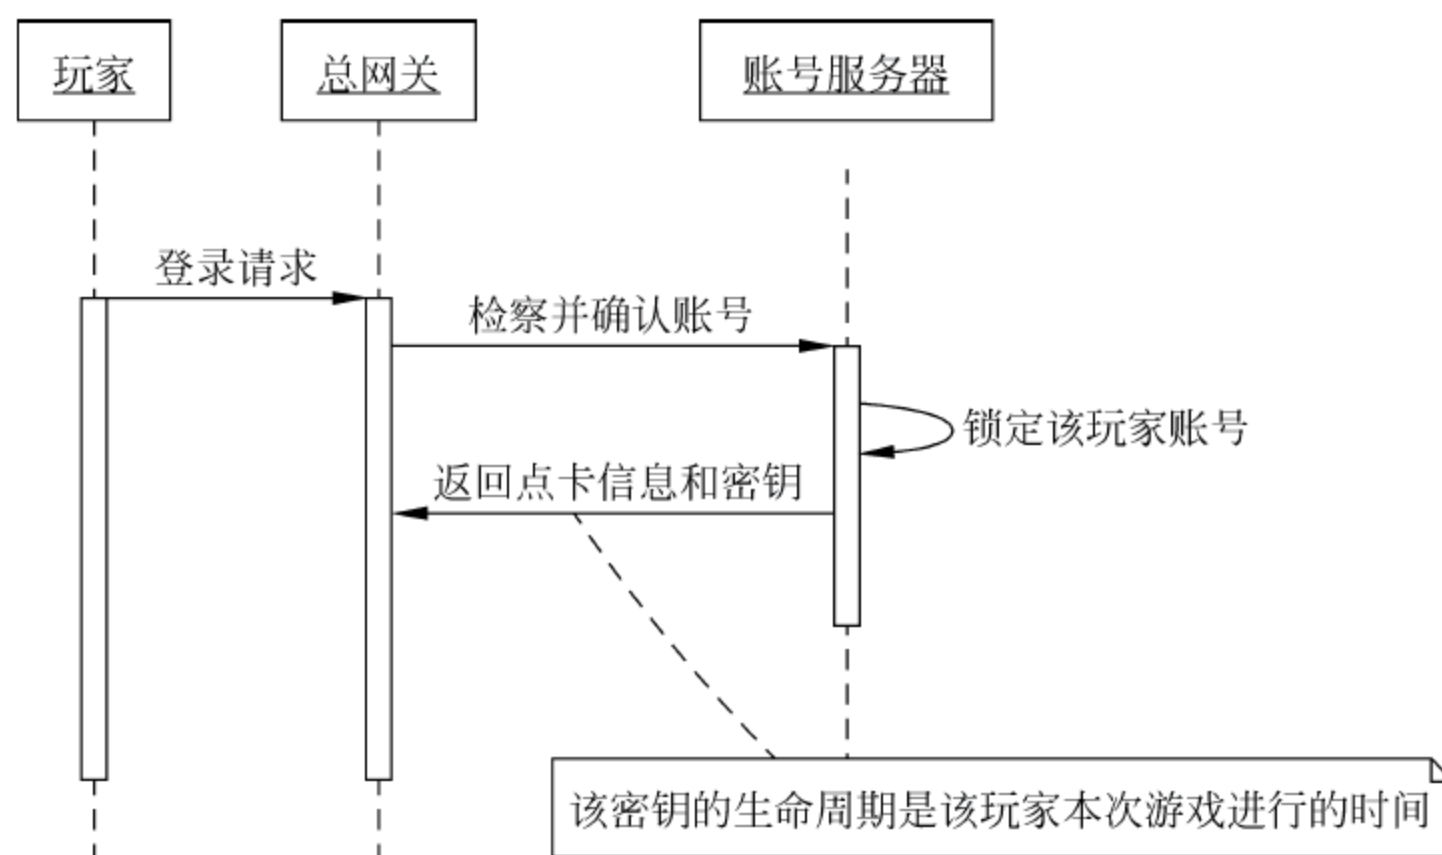 玩家
总网关
账号服务器
登录请求
检察并确认账号
锁定该玩家账号
返回点卡信息和密钥
该密钥的生命周期是该玩家本次游戏进行的时间